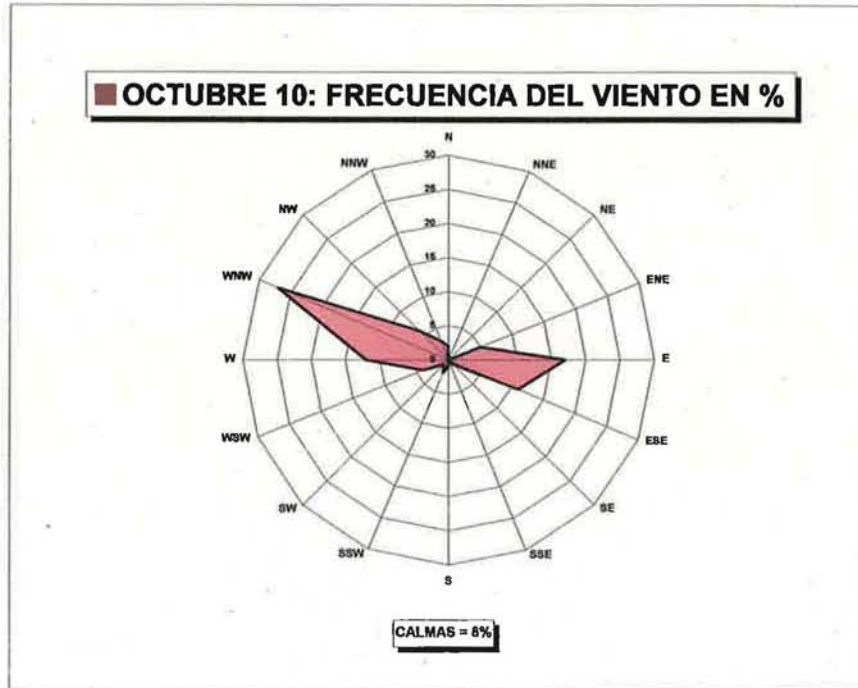 OCTUBRE 10: FRECUENCIA DEL VIENTO EN %
N
NNE
NE
ENE
E
ESE
SE
SSE
S
SSW
SW
WSW
W
WNW
NW
NNW
30
25
20
15
10
5
0
CALMAS = 8%